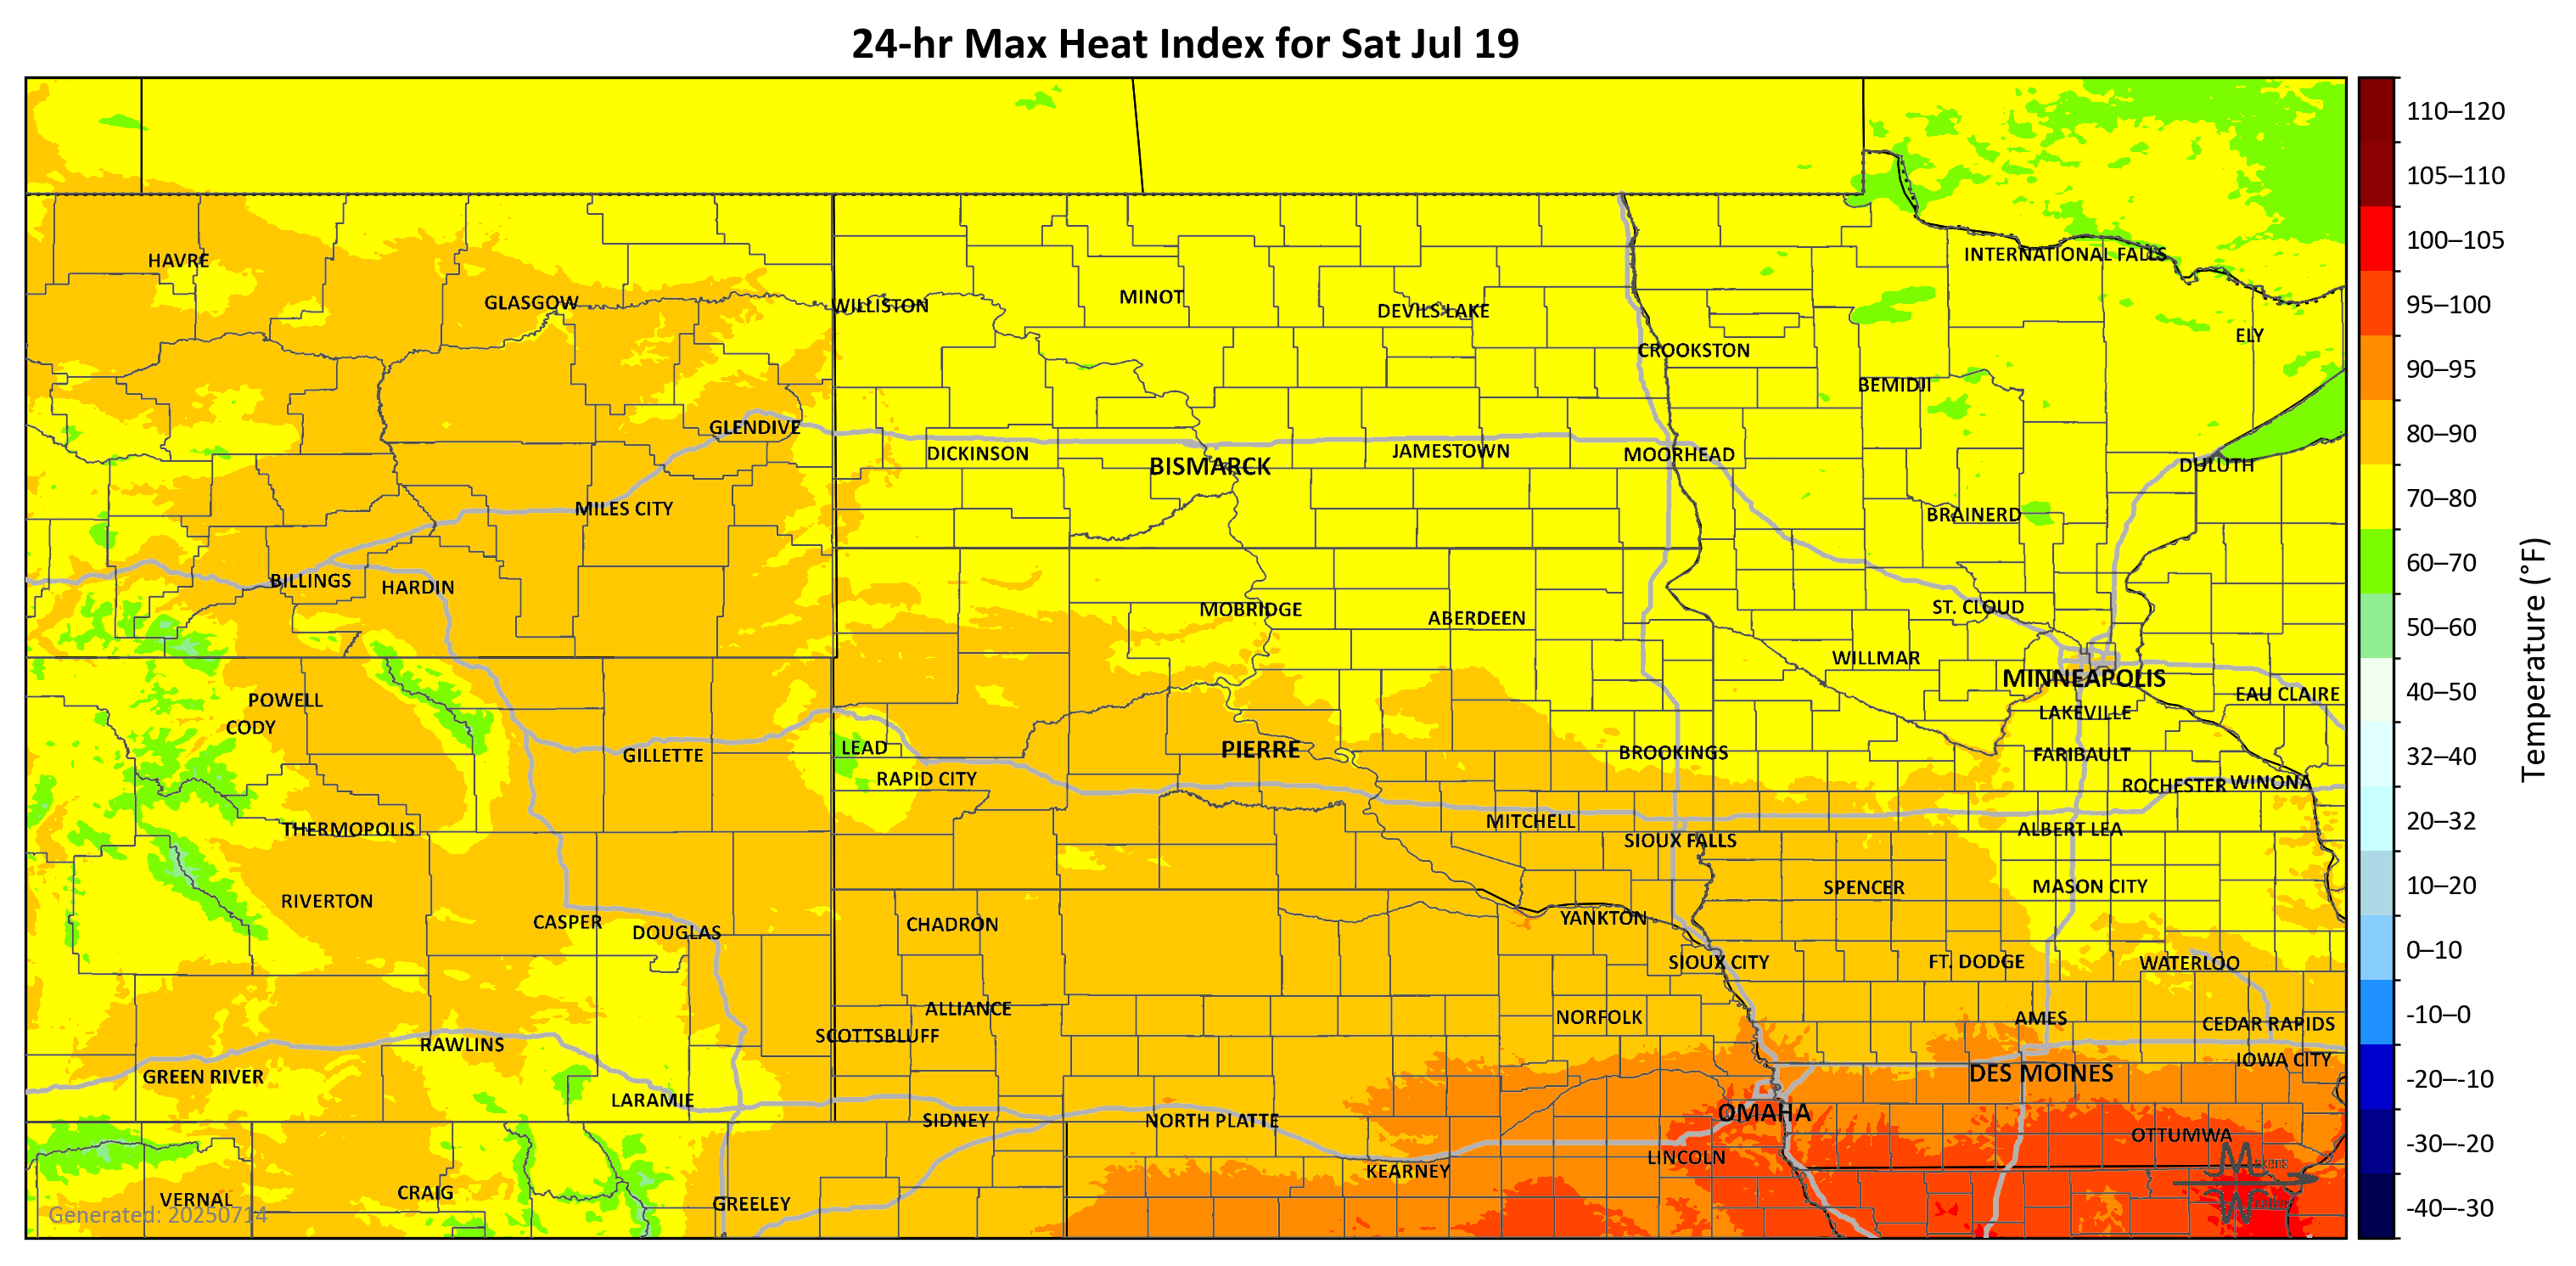 24-hr Max Heat Index for Sat Jul 19
110–120
105–110
100–105
95–100
90–95
80–90
70–80
60–70
50–60
40–50
32–40
20–32
10–20
0–10
-10–0
-20–-10
-30–-20
-40–-30
Temperature (°F)
INTERNATIONAL FALLS
HAVRE
GLASGOW
WILLISTON
MINOT
DEVILS LAKE
ELY
CROOKSTON
BEMIDJI
GLENDIVE
DICKINSON
BISMARCK
JAMESTOWN
MOORHEAD
DULUTH
MILES CITY
BRAINERD
BILLINGS
HARDIN
MOBRIDGE
ABERDEEN
ST. CLOUD
WILLMAR
MINNEAPOLIS
POWELL
EAU CLAIRE
CODY
LAKEVILLE
GILLETTE
LEAD
PIERRE
BROOKINGS
FARIBAULT
RAPID CITY
ROCHESTER
WINONA
THERMOPOLIS
MITCHELL
SIOUX FALLS
ALBERT LEA
RIVERTON
SPENCER
MASON CITY
CASPER
DOUGLAS
CHADRON
YANKTON
SIOUX CITY
FT. DODGE
WATERLOO
ALLIANCE
NORFOLK
AMES
CEDAR RAPIDS
SCOTTSBLUFF
RAWLINS
IOWA CITY
GREEN RIVER
DES MOINES
LARAMIE
SIDNEY
NORTH PLATTE
OMAHA
OTTUMWA
LINCOLN
KEARNEY
VERNAL
CRAIG
GREELEY
Generated: 20250714